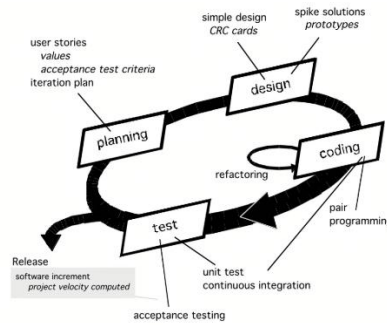 simple design
CRC cards
spike solutions
prototypes
user stories
values
acceptance test criteria
iteration plan
design
planning
coding
refactoring
test
pair
programmin
Release
software increment
project velocity computed
unit test
continuous integration
acceptance testing